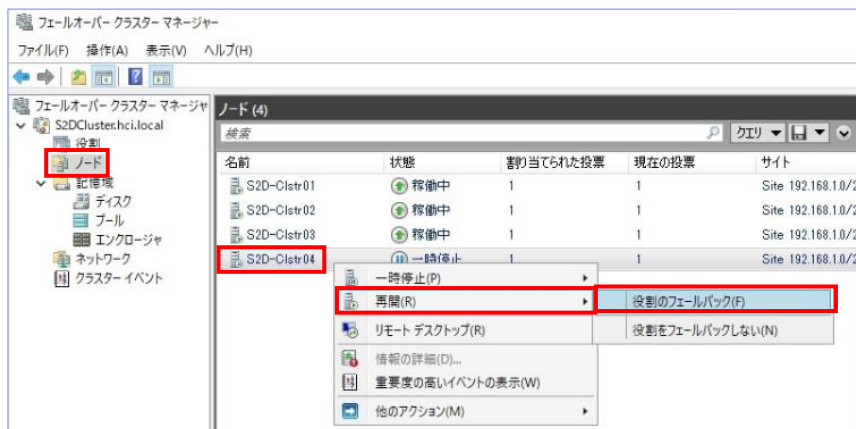 フェールオーバー クラスター マネージャー
ファイル(F) 操作(A) 表示(V) ヘルプ(H)
フェールオーバー クラスター マネージャ
S2DCluster.hci.local
役割
ノード
記憶域
ディスク
プール
エンクロージャ
ネットワーク
クラスター イベント
ノード (4)
検索 クエリ
名前 状態 割り当てられた投票 現在の投票 サイト
S2D-Clstr01 稼働中 1 1 Site 192.168.1.0/2
S2D-Clstr02 稼働中 1 1 Site 192.168.1.0/2
S2D-Clstr03 稼働中 1 1 Site 192.168.1.0/2
S2D-Clstr04 一時停止 1 1 Site 192.168.1.0/2
一時停止(P)
再開(R)
役割のフェールバック(F)
役割をフェールバックしない(N)
リモート デスクトップ(R)
情報の詳細(D)...
重要度の高いイベントの表示(W)
他のアクション(M)